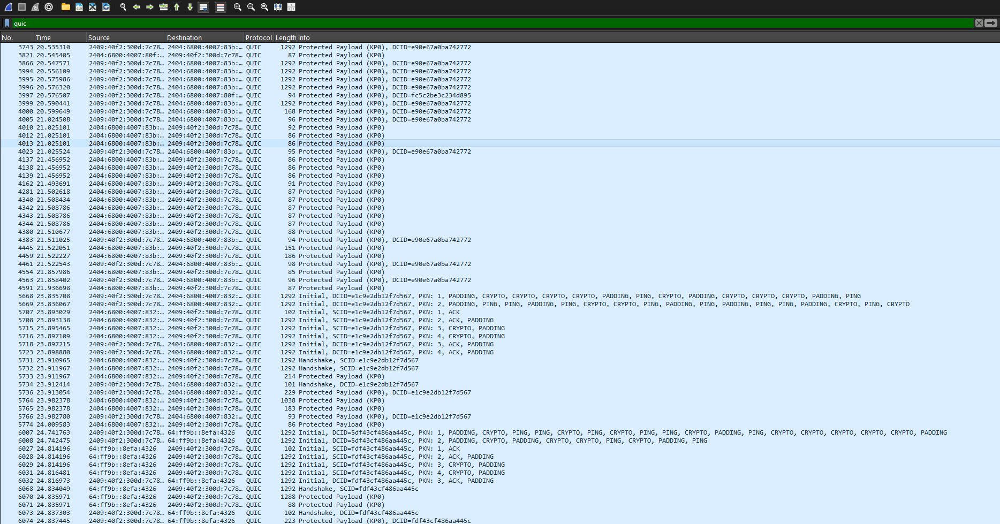 quic
No. Time Source Destination Protocol Length Info
3743 20.535310 2409:40f2:300d:7c78… 2404:6800:4007:83b:… QUIC 1292 Protected Payload (KP0), DCID=e90e67a0ba742772
3821 20.545405 2404:6800:4007:80f:… 2409:40f2:300d:7c78… QUIC 87 Protected Payload (KP0)
3866 20.547571 2409:40f2:300d:7c78… 2404:6800:4007:83b:… QUIC 1292 Protected Payload (KP0), DCID=e90e67a0ba742772
3994 20.556109 2409:40f2:300d:7c78… 2404:6800:4007:83b:… QUIC 1292 Protected Payload (KP0), DCID=e90e67a0ba742772
3995 20.575986 2409:40f2:300d:7c78… 2404:6800:4007:83b:… QUIC 1292 Protected Payload (KP0), DCID=e90e67a0ba742772
3996 20.576320 2409:40f2:300d:7c78… 2404:6800:4007:83b:… QUIC 1292 Protected Payload (KP0), DCID=e90e67a0ba742772
3997 20.576507 2409:40f2:300d:7c78… 2404:6800:4007:80f:… QUIC 94 Protected Payload (KP0), DCID=fc5c2be3c234d895
3999 20.590441 2409:40f2:300d:7c78… 2404:6800:4007:83b:… QUIC 1292 Protected Payload (KP0), DCID=e90e67a0ba742772
4000 20.599649 2409:40f2:300d:7c78… 2404:6800:4007:83b:… QUIC 168 Protected Payload (KP0), DCID=e90e67a0ba742772
4005 21.024508 2409:40f2:300d:7c78… 2404:6800:4007:83b:… QUIC 96 Protected Payload (KP0), DCID=e90e67a0ba742772
4010 21.025101 2404:6800:4007:83b:… 2409:40f2:300d:7c78… QUIC 92 Protected Payload (KP0)
4012 21.025101 2404:6800:4007:83b:… 2409:40f2:300d:7c78… QUIC 86 Protected Payload (KP0)
4013 21.025101 2404:6800:4007:83b:… 2409:40f2:300d:7c78… QUIC 86 Protected Payload (KP0)
4023 21.025524 2409:40f2:300d:7c78… 2404:6800:4007:83b:… QUIC 95 Protected Payload (KP0), DCID=e90e67a0ba742772
4137 21.456952 2404:6800:4007:83b:… 2409:40f2:300d:7c78… QUIC 86 Protected Payload (KP0)
4138 21.456952 2404:6800:4007:83b:… 2409:40f2:300d:7c78… QUIC 86 Protected Payload (KP0)
4139 21.456952 2404:6800:4007:83b:… 2409:40f2:300d:7c78… QUIC 86 Protected Payload (KP0)
4162 21.493691 2404:6800:4007:83b:… 2409:40f2:300d:7c78… QUIC 91 Protected Payload (KP0)
4281 21.502618 2404:6800:4007:83b:… 2409:40f2:300d:7c78… QUIC 87 Protected Payload (KP0)
4340 21.508434 2404:6800:4007:83b:… 2409:40f2:300d:7c78… QUIC 87 Protected Payload (KP0)
4342 21.508786 2404:6800:4007:83b:… 2409:40f2:300d:7c78… QUIC 87 Protected Payload (KP0)
4343 21.508786 2404:6800:4007:83b:… 2409:40f2:300d:7c78… QUIC 87 Protected Payload (KP0)
4344 21.508786 2404:6800:4007:83b:… 2409:40f2:300d:7c78… QUIC 87 Protected Payload (KP0)
4380 21.510677 2404:6800:4007:83b:… 2409:40f2:300d:7c78… QUIC 88 Protected Payload (KP0)
4383 21.511025 2409:40f2:300d:7c78… 2404:6800:4007:83b:… QUIC 94 Protected Payload (KP0), DCID=e90e67a0ba742772
4445 21.522051 2404:6800:4007:83b:… 2409:40f2:300d:7c78… QUIC 151 Protected Payload (KP0)
4459 21.522227 2404:6800:4007:83b:… 2409:40f2:300d:7c78… QUIC 186 Protected Payload (KP0)
4461 21.522543 2409:40f2:300d:7c78… 2404:6800:4007:83b:… QUIC 98 Protected Payload (KP0), DCID=e90e67a0ba742772
4554 21.857986 2404:6800:4007:83b:… 2409:40f2:300d:7c78… QUIC 85 Protected Payload (KP0)
4563 21.858402 2409:40f2:300d:7c78… 2404:6800:4007:83b:… QUIC 96 Protected Payload (KP0), DCID=e90e67a0ba742772
4591 21.936698 2404:6800:4007:83b:… 2409:40f2:300d:7c78… QUIC 87 Protected Payload (KP0)
5668 23.835708 2409:40f2:300d:7c78… 2404:6800:4007:832:… QUIC 1292 Initial, DCID=e1c9e2db12f7d567, PKN: 1, PADDING, CRYPTO, CRYPTO, CRYPTO, CRYPTO, PADDING, PING, CRYPTO, PADDING, CRYPTO, CRYPTO, CRYPTO, PADDING, PING
5669 23.836067 2409:40f2:300d:7c78… 2404:6800:4007:832:… QUIC 1292 Initial, DCID=e1c9e2db12f7d567, PKN: 2, PADDING, PING, PING, PADDING, PING, CRYPTO, CRYPTO, PING, PADDING, PING, PADDING, PING, PING, PADDING, CRYPTO, PING, CRYPTO
5707 23.893029 2404:6800:4007:832:… 2409:40f2:300d:7c78… QUIC 102 Initial, SCID=e1c9e2db12f7d567, PKN: 1, ACK
5708 23.893138 2404:6800:4007:832:… 2409:40f2:300d:7c78… QUIC 1292 Initial, SCID=e1c9e2db12f7d567, PKN: 2, ACK, PADDING
5715 23.895465 2404:6800:4007:832:… 2409:40f2:300d:7c78… QUIC 1292 Initial, SCID=e1c9e2db12f7d567, PKN: 3, CRYPTO, PADDING
5716 23.897109 2404:6800:4007:832:… 2409:40f2:300d:7c78… QUIC 1292 Initial, SCID=e1c9e2db12f7d567, PKN: 4, CRYPTO, PADDING
5718 23.897215 2409:40f2:300d:7c78… 2404:6800:4007:832:… QUIC 1292 Initial, DCID=e1c9e2db12f7d567, PKN: 3, ACK, PADDING
5723 23.898880 2409:40f2:300d:7c78… 2404:6800:4007:832:… QUIC 1292 Initial, DCID=e1c9e2db12f7d567, PKN: 4, ACK, PADDING
5731 23.910965 2404:6800:4007:832:… 2409:40f2:300d:7c78… QUIC 1292 Handshake, SCID=e1c9e2db12f7d567
5732 23.911967 2404:6800:4007:832:… 2409:40f2:300d:7c78… QUIC 1292 Handshake, SCID=e1c9e2db12f7d567
5733 23.911967 2404:6800:4007:832:… 2409:40f2:300d:7c78… QUIC 214 Protected Payload (KP0)
5734 23.912414 2409:40f2:300d:7c78… 2404:6800:4007:832:… QUIC 101 Handshake, DCID=e1c9e2db12f7d567
5736 23.913054 2409:40f2:300d:7c78… 2404:6800:4007:832:… QUIC 229 Protected Payload (KP0), DCID=e1c9e2db12f7d567
5764 23.982378 2404:6800:4007:832:… 2409:40f2:300d:7c78… QUIC 1038 Protected Payload (KP0)
5765 23.982378 2404:6800:4007:832:… 2409:40f2:300d:7c78… QUIC 183 Protected Payload (KP0)
5766 23.982780 2409:40f2:300d:7c78… 2404:6800:4007:832:… QUIC 93 Protected Payload (KP0), DCID=e1c9e2db12f7d567
5774 24.009583 2404:6800:4007:832:… 2409:40f2:300d:7c78… QUIC 86 Protected Payload (KP0)
6007 24.741763 2409:40f2:300d:7c78… 64:ff9b::8efa:4326 QUIC 1292 Initial, DCID=5df43cf486aa445c, PKN: 1, PADDING, CRYPTO, PING, PING, CRYPTO, PING, CRYPTO, PING, PING, CRYPTO, PADDING, PING, CRYPTO, CRYPTO, CRYPTO, CRYPTO, CRYPTO, PADDING
6008 24.742475 2409:40f2:300d:7c78… 64:ff9b::8efa:4326 QUIC 1292 Initial, DCID=5df43cf486aa445c, PKN: 2, PADDING, CRYPTO, PADDING, CRYPTO, CRYPTO, PING, CRYPTO, PADDING, PING
6027 24.814196 64:ff9b::8efa:4326 2409:40f2:300d:7c78… QUIC 102 Initial, SCID=fdf43cf486aa445c, PKN: 1, ACK
6028 24.814196 64:ff9b::8efa:4326 2409:40f2:300d:7c78… QUIC 1292 Initial, SCID=fdf43cf486aa445c, PKN: 2, ACK, PADDING
6029 24.814196 64:ff9b::8efa:4326 2409:40f2:300d:7c78… QUIC 1292 Initial, SCID=fdf43cf486aa445c, PKN: 3, CRYPTO, PADDING
6031 24.816481 64:ff9b::8efa:4326 2409:40f2:300d:7c78… QUIC 1292 Initial, SCID=fdf43cf486aa445c, PKN: 4, CRYPTO, PADDING
6032 24.816973 2409:40f2:300d:7c78… 64:ff9b::8efa:4326 QUIC 1292 Initial, DCID=fdf43cf486aa445c, PKN: 3, ACK, PADDING
6068 24.834049 64:ff9b::8efa:4326 2409:40f2:300d:7c78… QUIC 1292 Handshake, SCID=fdf43cf486aa445c
6070 24.835971 64:ff9b::8efa:4326 2409:40f2:300d:7c78… QUIC 1288 Protected Payload (KP0)
6071 24.835971 64:ff9b::8efa:4326 2409:40f2:300d:7c78… QUIC 88 Protected Payload (KP0)
6073 24.837303 2409:40f2:300d:7c78… 64:ff9b::8efa:4326 QUIC 102 Handshake, DCID=fdf43cf486aa445c
6074 24.837445 2409:40f2:300d:7c78… 64:ff9b::8efa:4326 QUIC 223 Protected Payload (KP0), DCID=fdf43cf486aa445c